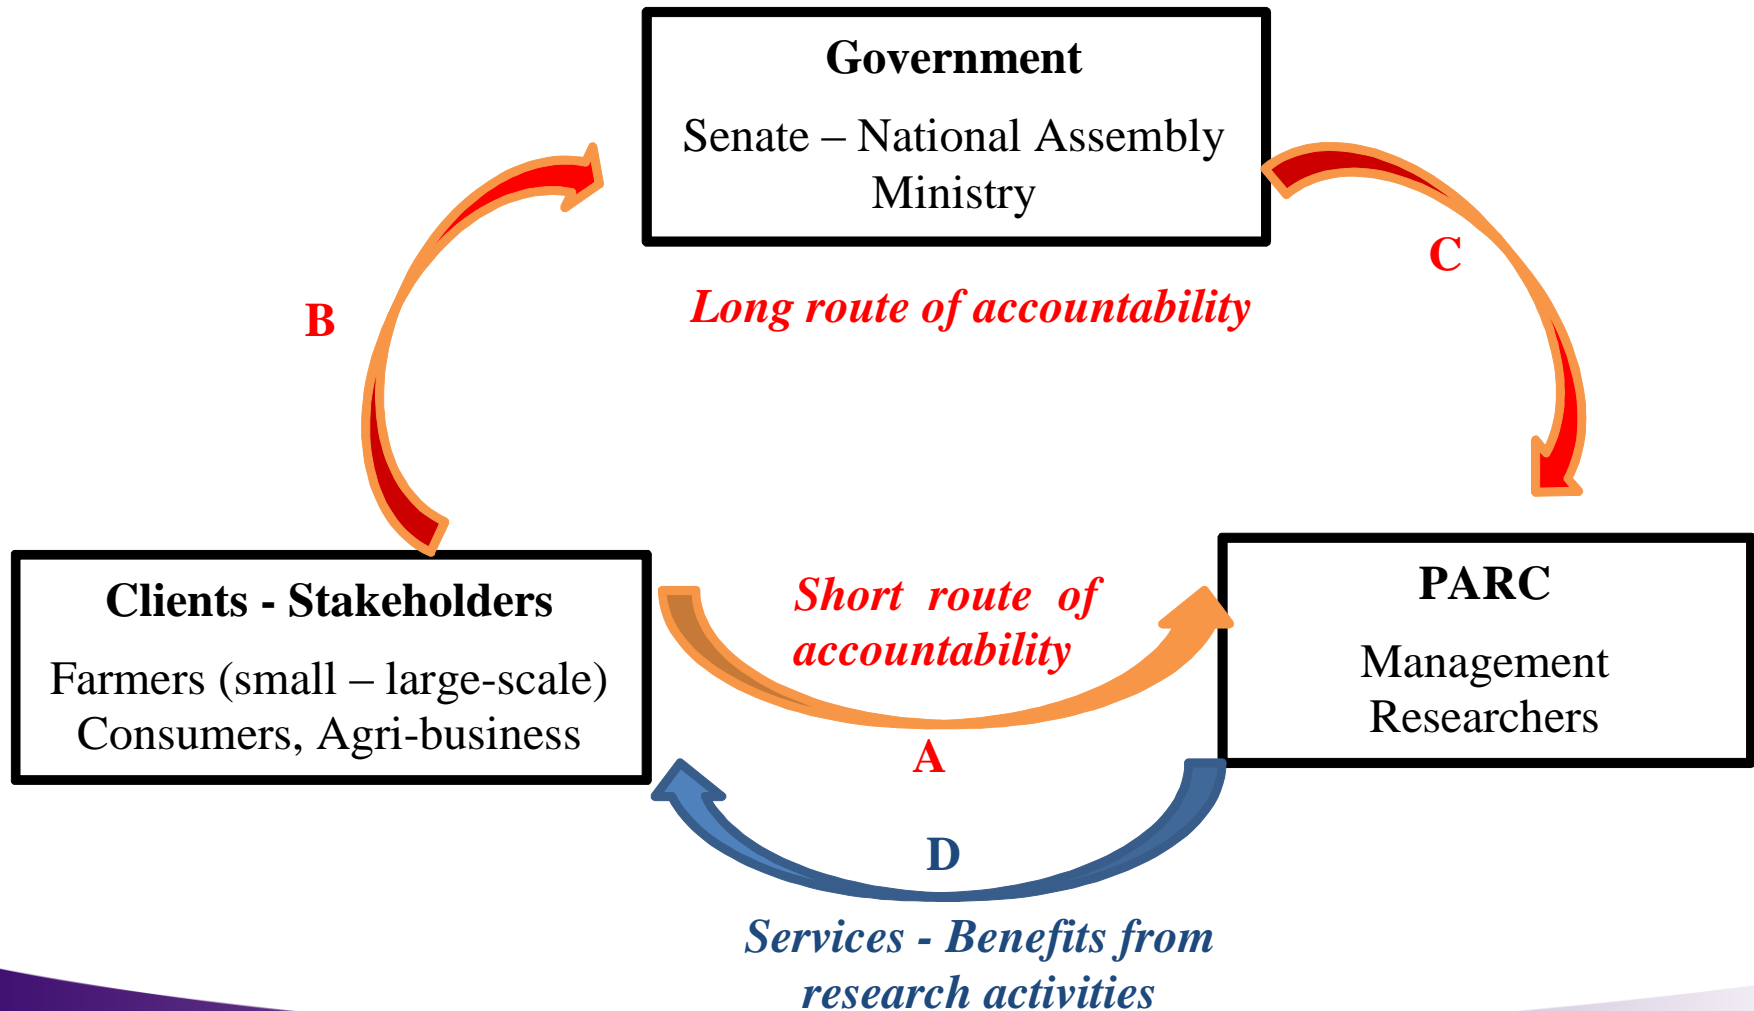 Government
Senate – National Assembly
Ministry
C
B
Long route of accountability
Clients - Stakeholders
Farmers (small – large-scale)
Consumers, Agri-business
Short route of
accountability
A
PARC
Management
Researchers
D
Services - Benefits from
research activities